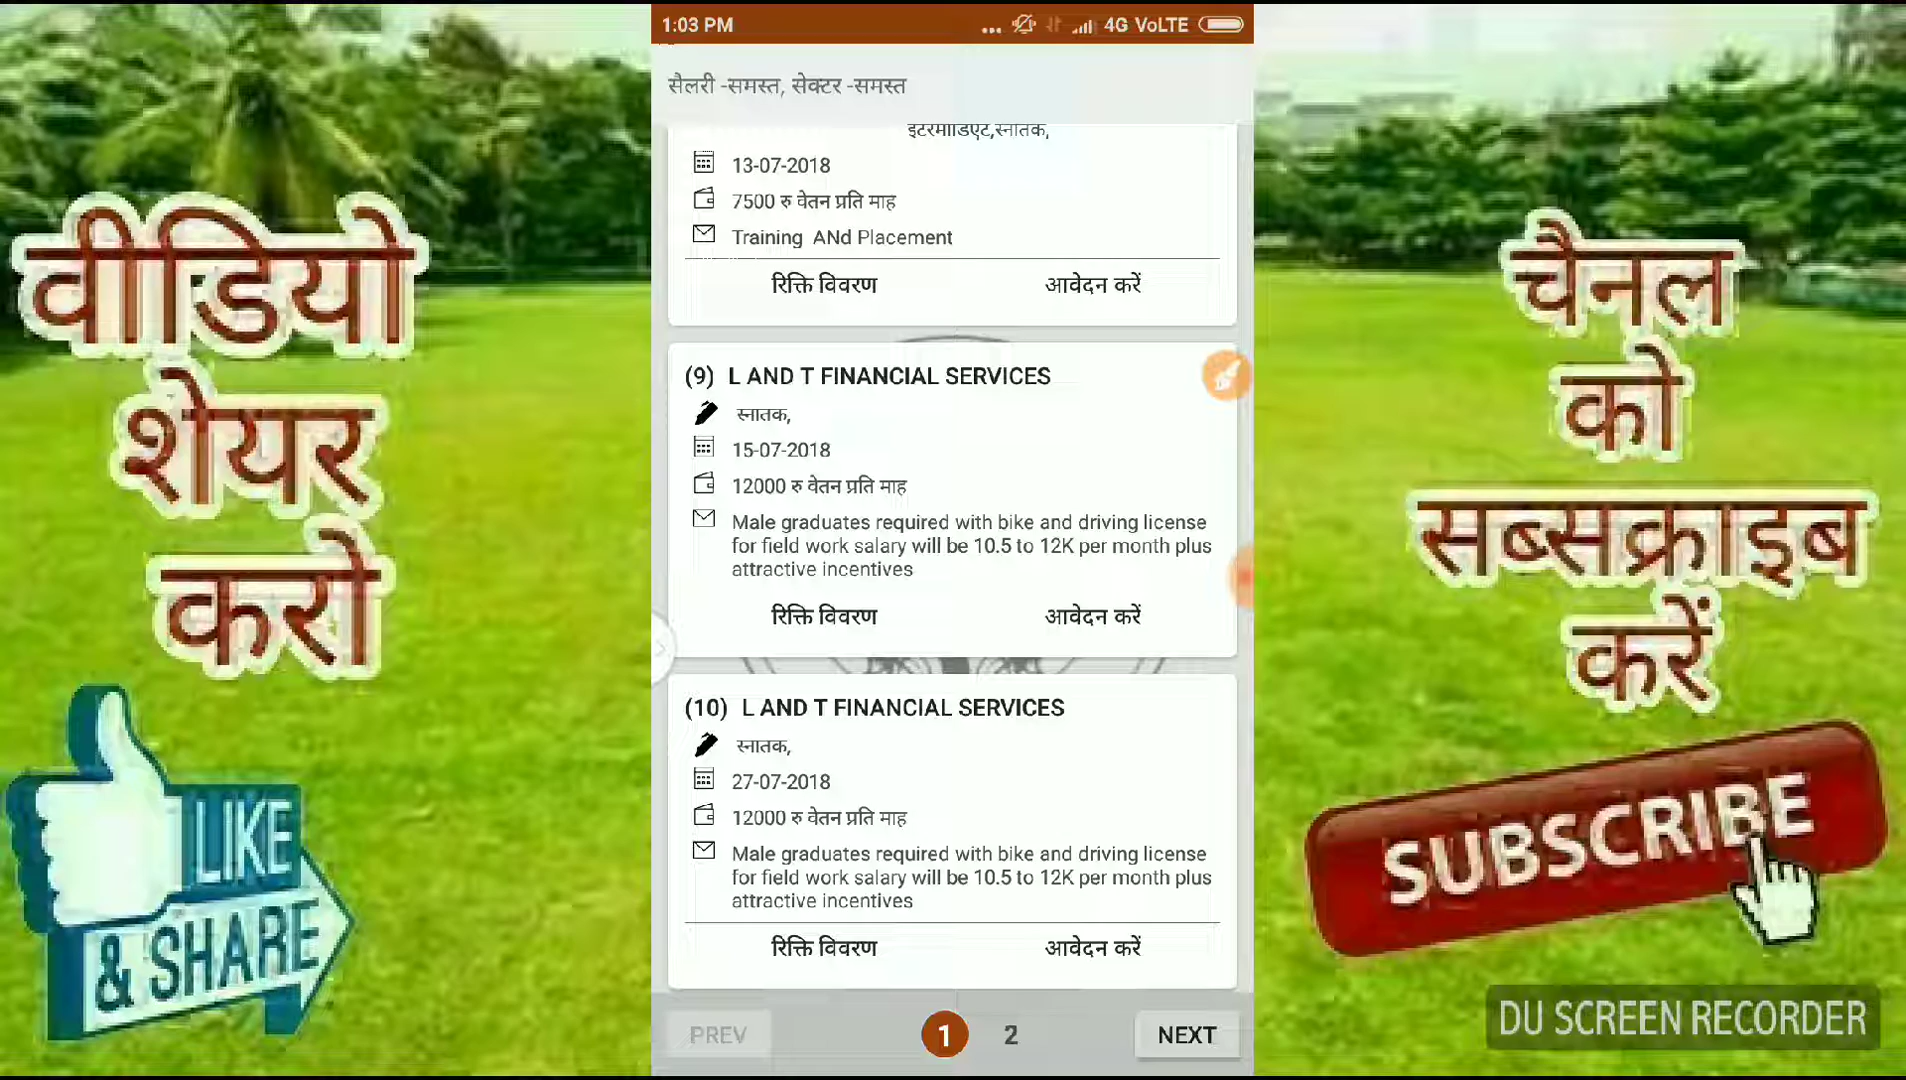 वीडियो
शेयर
करो
LIKE
& SHARE
1:03 PM
... 4G VoLTE
सैलरी -समस्त, सेक्टर -समस्त
इंटरमीडिएट,स्नातक,
13-07-2018
7500 रु वेतन प्रति माह
Training ANd Placement
रिक्ति विवरण आवेदन करें
(9) L AND T FINANCIAL SERVICES
स्नातक,
15-07-2018
12000 रु वेतन प्रति माह
Male graduates required with bike and driving license
for field work salary will be 10.5 to 12K per month plus
attractive incentives
रिक्ति विवरण आवेदन करें
(10) L AND T FINANCIAL SERVICES
स्नातक,
27-07-2018
12000 रु वेतन प्रति माह
Male graduates required with bike and driving license
for field work salary will be 10.5 to 12K per month plus
attractive incentives
रिक्ति विवरण आवेदन करें
PREV 1 2 NEXT
चैनल
को
सब्सक्राइब
करें
SUBSCRIBE
DU SCREEN RECORDER